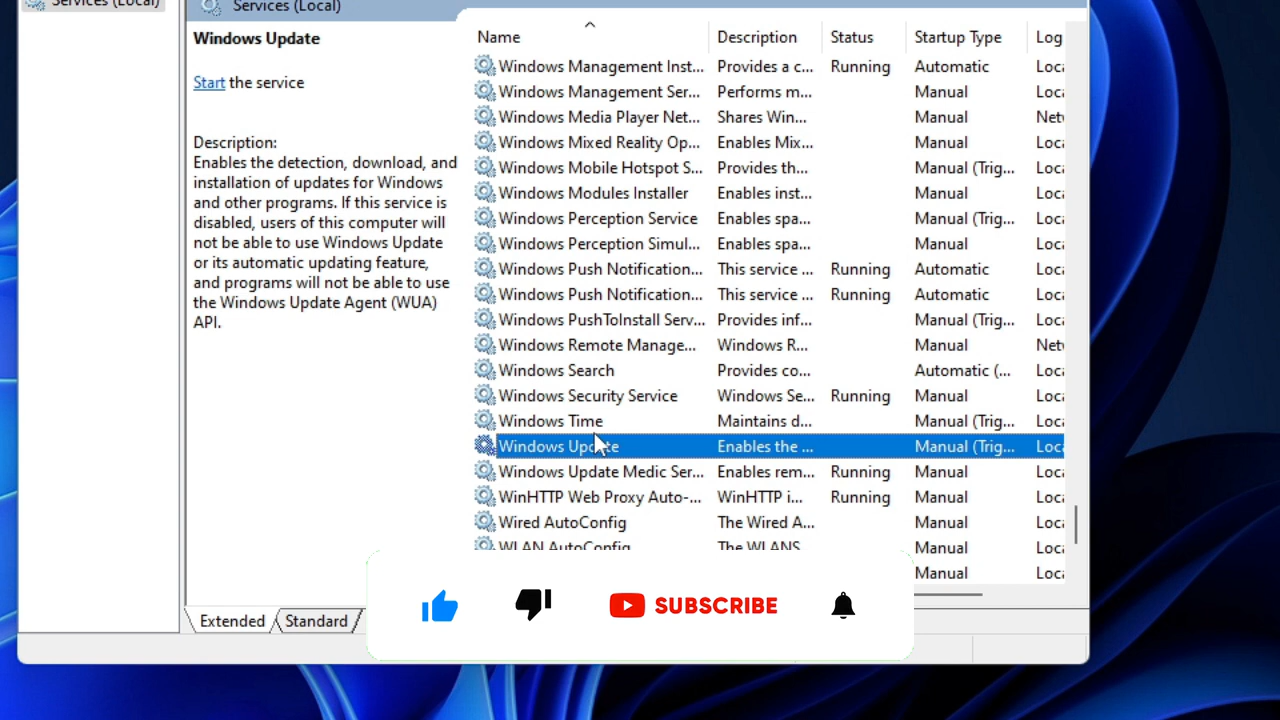 Services (Local)
Services (Local)
Windows Update
Start the service
Description:
Enables the detection, download, and
installation of updates for Windows
and other programs. If this service is
disabled, users of this computer will
not be able to use Windows Update
or its automatic updating feature,
and programs will not be able to use
the Windows Update Agent (WUA)
API.
Name Description Status Startup Type Log
Windows Management Inst... Provides a c... Running Automatic Loca
Windows Management Ser... Performs m... Manual Loca
Windows Media Player Net... Shares Win... Manual Netw
Windows Mixed Reality Op... Enables Mix... Manual Loca
Windows Mobile Hotspot S... Provides th... Manual (Trig... Loca
Windows Modules Installer Enables inst... Manual Loca
Windows Perception Service Enables spa... Manual (Trig... Loca
Windows Perception Simul... Enables spa... Manual Loca
Windows Push Notification... This service ... Running Automatic Loca
Windows Push Notification... This service ... Running Automatic Loca
Windows PushToInstall Serv... Provides inf... Manual (Trig... Loca
Windows Remote Manage... Windows R... Manual Netw
Windows Search Provides co... Automatic (... Loca
Windows Security Service Windows Se... Running Manual Loca
Windows Time Maintains d... Manual (Trig... Loca
Windows Update Enables the ... Manual (Trig... Loca
Windows Update Medic Ser... Enables rem... Running Manual Loca
WinHTTP Web Proxy Auto-... WinHTTP i... Running Manual Loca
Wired AutoConfig The Wired A... Manual Loca
WLAN AutoConfig The WLANS Manual Loca
Manual Loca
Extended Standard
SUBSCRIBE